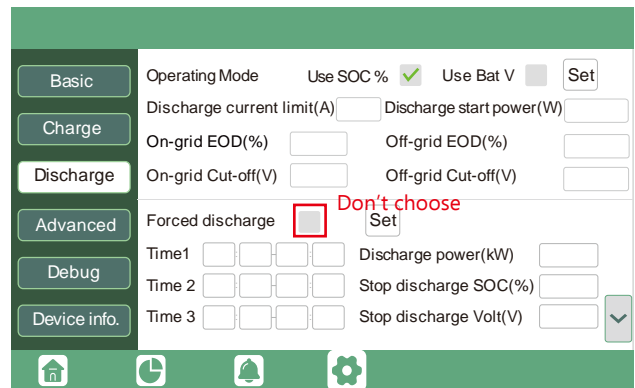 Basic
Charge
Discharge
Advanced
Debug
Device info.
Operating Mode Use SOC % Use Bat V Set
Discharge current limit(A) Discharge start power(W)
On-grid EOD(%) Off-grid EOD(%)
On-grid Cut-off(V) Off-grid Cut-off(V)
Don't choose
Forced discharge Set
Time1 : - : Discharge power(kW)
Time 2 : - : Stop discharge SOC(%)
Time 3 : - : Stop discharge Volt(V)